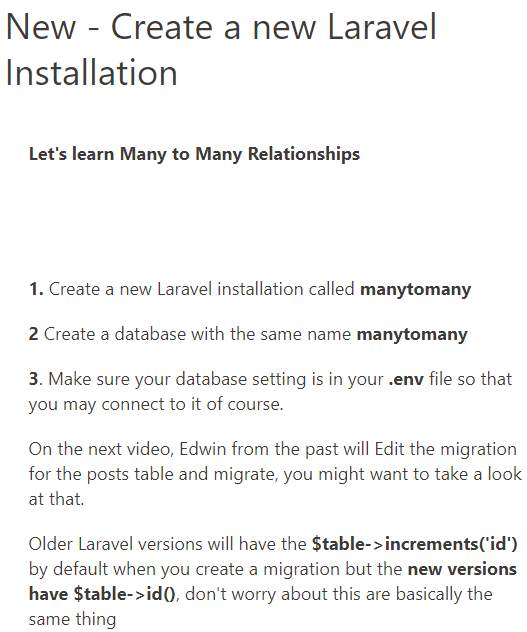 New - Create a new Laravel
Installation
Let's learn Many to Many Relationships
1. Create a new Laravel installation called manytomany
2 Create a database with the same name manytomany
3. Make sure your database setting is in your .env file so that
you may connect to it of course.
On the next video, Edwin from the past will Edit the migration
for the posts table and migrate, you might want to take a look
at that.
Older Laravel versions will have the $table->increments('id')
by default when you create a migration but the new versions
have $table->id(), don't worry about this are basically the
same thing